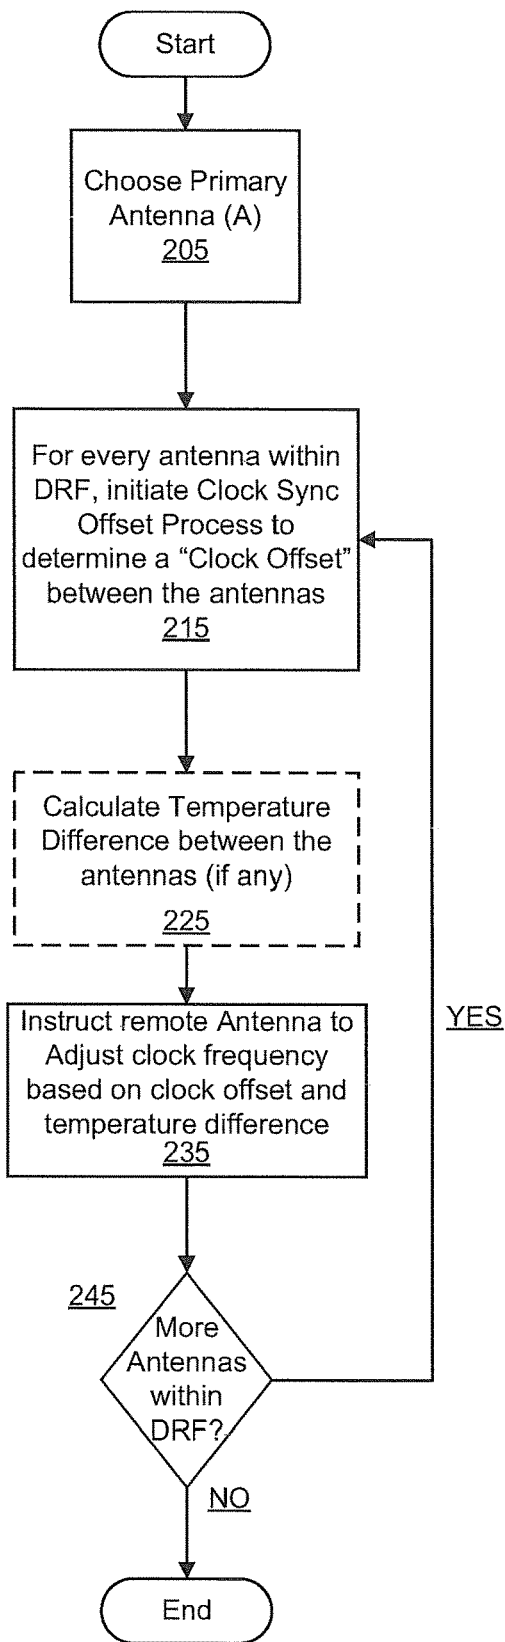 Start
Choose Primary
Antenna (A)
205
For every antenna within
DRF, initiate Clock Sync
Offset Process to
determine a “Clock Offset”
between the antennas
215
Calculate Temperature
Difference between the
antennas (if any)
225
Instruct remote Antenna to
Adjust clock frequency
based on clock offset and
temperature difference
235
YES
245
More
Antennas
within
DRF?
NO
End